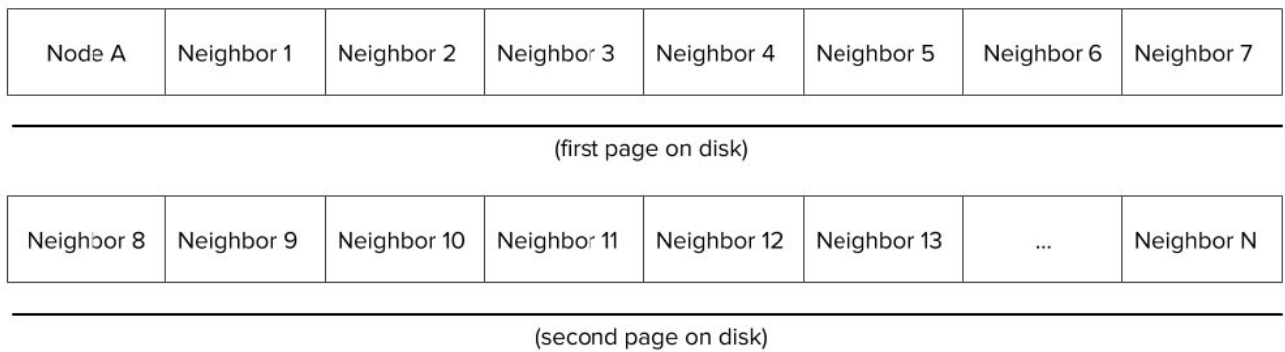 Node A Neighbor 1 Neighbor 2 Neighbor 3 Neighbor 4 Neighbor 5 Neighbor 6 Neighbor 7
(first page on disk)
Neighbor 8 Neighbor 9 Neighbor 10 Neighbor 11 Neighbor 12 Neighbor 13 ... Neighbor N
(second page on disk)